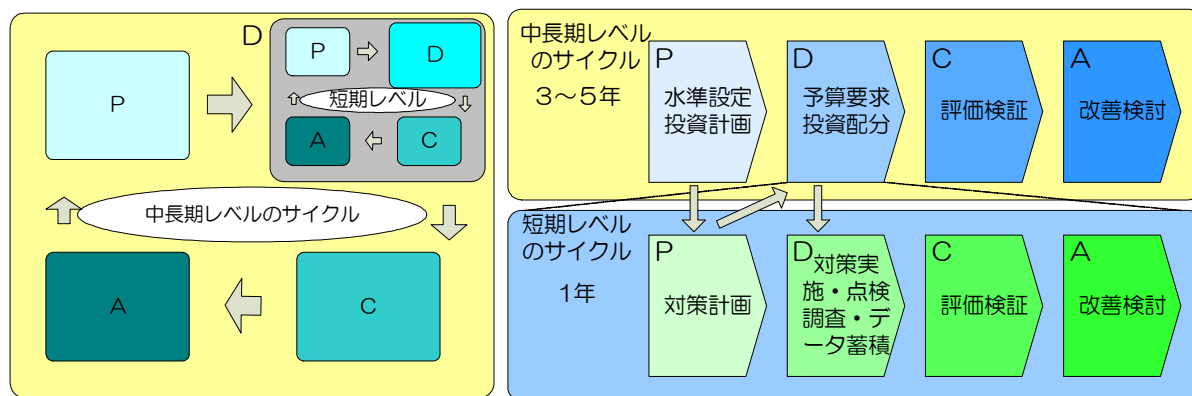 P
D
P
D
短期レベル
A
C
中長期レベルのサイクル
A
C
中長期レベル
のサイクル
3~5年
P
水準設定
投資計画
D
予算要求
投資配分
C
評価検証
A
改善検討
短期レベル
のサイクル
1年
P
対策計画
D
対策実
施・点検
調査・デ
ータ蓄積
C
評価検証
A
改善検討